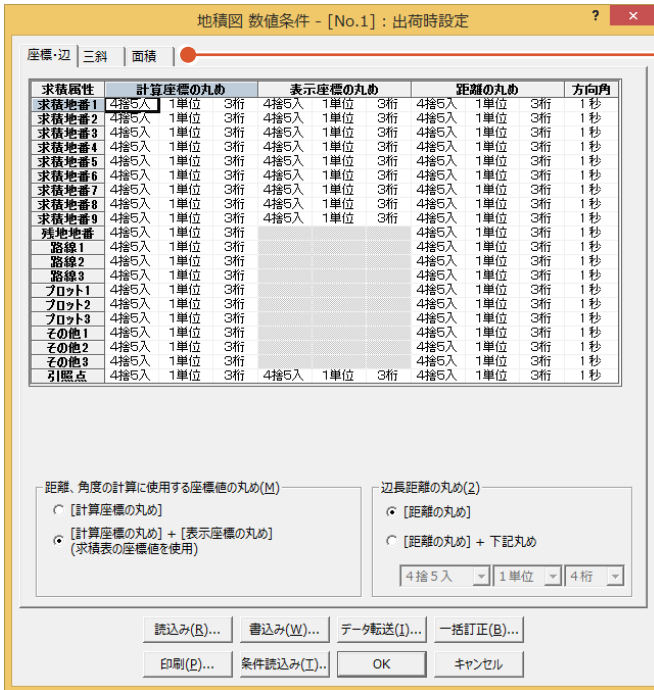 地積図 数値条件 - [No.1] : 出荷時設定 ? ×
座標・辺 三斜 面積
求積属性 計算座標の丸め 表示座標の丸め 距離の丸め 方向角
求積地番1 4捨5入 1単位 3桁 4捨5入 1単位 3桁 4捨5入 1単位 3桁 1秒
求積地番2 4捨5入 1単位 3桁 4捨5入 1単位 3桁 4捨5入 1単位 3桁 1秒
求積地番3 4捨5入 1単位 3桁 4捨5入 1単位 3桁 4捨5入 1単位 3桁 1秒
求積地番4 4捨5入 1単位 3桁 4捨5入 1単位 3桁 4捨5入 1単位 3桁 1秒
求積地番5 4捨5入 1単位 3桁 4捨5入 1単位 3桁 4捨5入 1単位 3桁 1秒
求積地番6 4捨5入 1単位 3桁 4捨5入 1単位 3桁 4捨5入 1単位 3桁 1秒
求積地番7 4捨5入 1単位 3桁 4捨5入 1単位 3桁 4捨5入 1単位 3桁 1秒
求積地番8 4捨5入 1単位 3桁 4捨5入 1単位 3桁 4捨5入 1単位 3桁 1秒
求積地番9 4捨5入 1単位 3桁 4捨5入 1単位 3桁 4捨5入 1単位 3桁 1秒
残地地番 4捨5入 1単位 3桁 4捨5入 1単位 3桁 1秒
路線1 4捨5入 1単位 3桁 4捨5入 1単位 3桁 1秒
路線2 4捨5入 1単位 3桁 4捨5入 1単位 3桁 1秒
路線3 4捨5入 1単位 3桁 4捨5入 1単位 3桁 1秒
プロット1 4捨5入 1単位 3桁 4捨5入 1単位 3桁 1秒
プロット2 4捨5入 1単位 3桁 4捨5入 1単位 3桁 1秒
プロット3 4捨5入 1単位 3桁 4捨5入 1単位 3桁 1秒
その他1 4捨5入 1単位 3桁 4捨5入 1単位 3桁 1秒
その他2 4捨5入 1単位 3桁 4捨5入 1単位 3桁 1秒
その他3 4捨5入 1単位 3桁 4捨5入 1単位 3桁 1秒
引照点 4捨5入 1単位 3桁 4捨5入 1単位 3桁 4捨5入 1単位 3桁 1秒
距離、角度の計算に使用する座標値の丸め(M)
[計算座標の丸め]
[計算座標の丸め] + [表示座標の丸め]
(求積表の座標値を使用)
辺長距離の丸め(2)
[距離の丸め]
[距離の丸め] + 下記丸め
4捨5入 1単位 4桁
読込み(R)... 書込み(W)... データ転送(I)... 一括訂正(B)...
印刷(P)... 条件読込み(T).. OK キャンセル